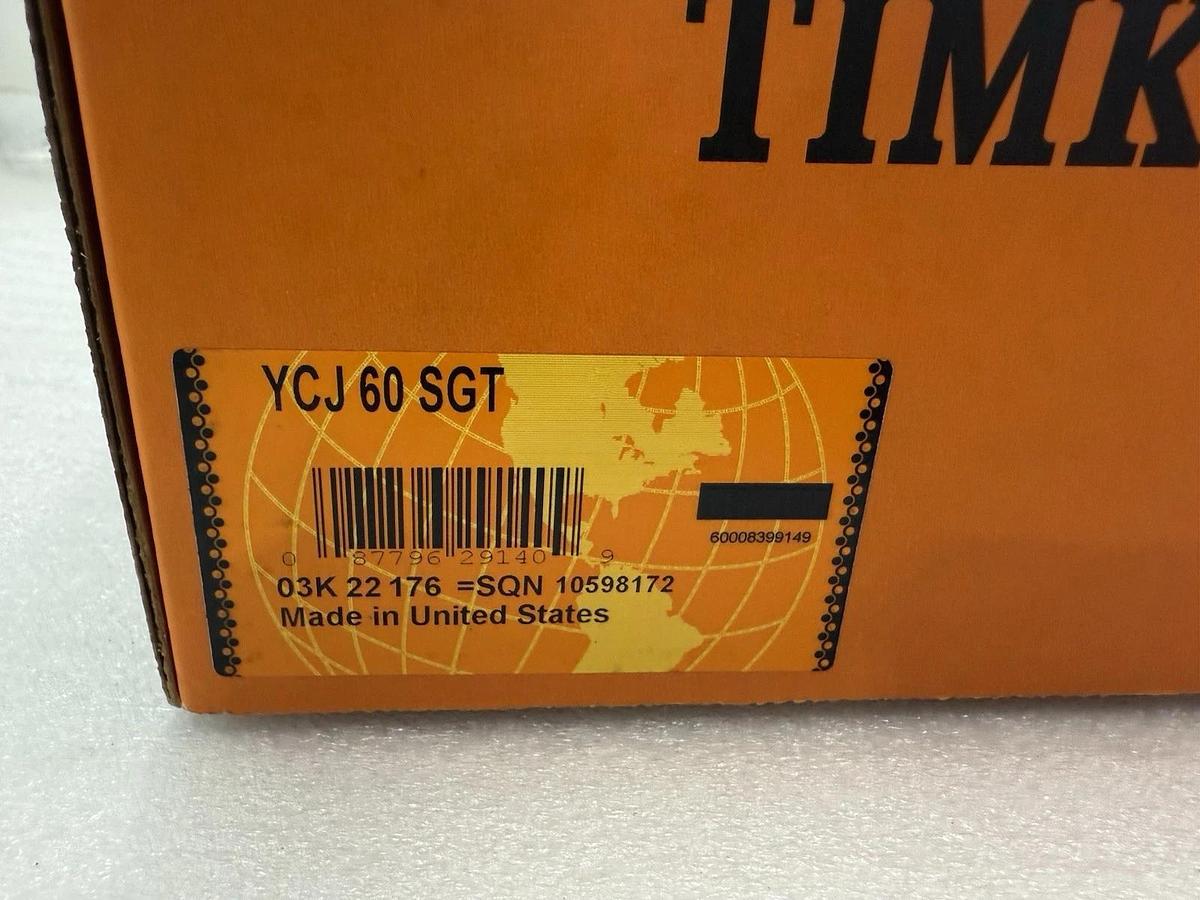 TIMK
YCJ 60 SGT
60008399149
0 87796 29140 9
03K 22 176 =SQN 10598172
Made in United States